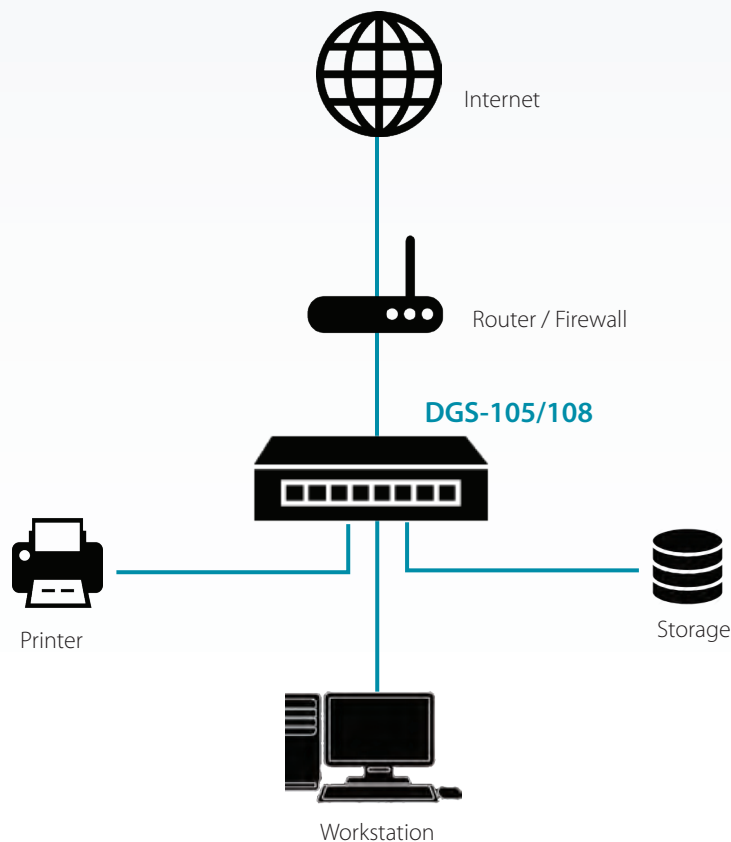 Internet
Router / Firewall
DGS-105/108
Printer
Storage
Workstation